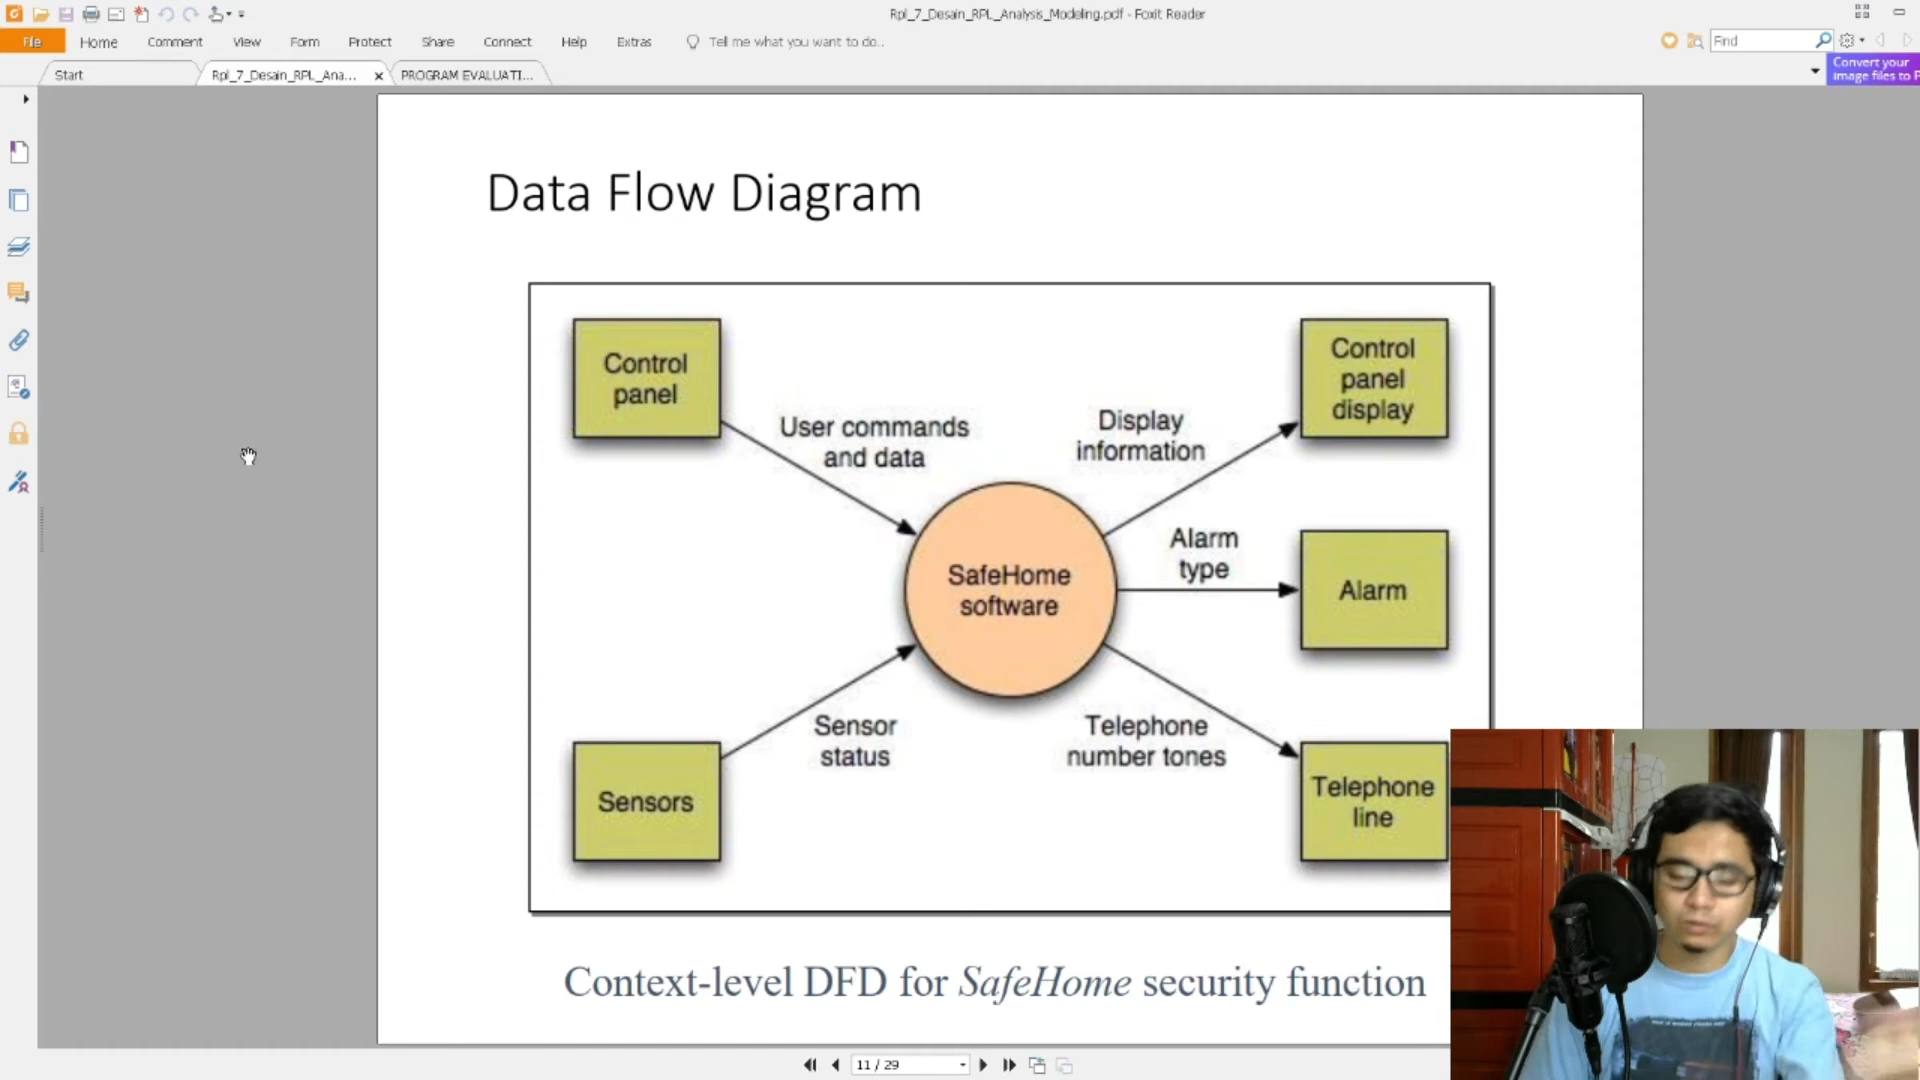 Rpl_7_Desain_RPL_Analysis_Modeling.pdf - Foxit Reader
File Home Comment View Form Protect Share Connect Help Extras Tell me what you want to do.. Find
Start Rpl_7_Desain_RPL_Ana... PROGRAM EVALUATI...
Convert your
image files to P
Data Flow Diagram
Control
panel
User commands
and data
Display
information
Control
panel
display
SafeHome
software
Alarm
type
Alarm
Sensors
Sensor
status
Telephone
number tones
Telephone
line
Context-level DFD for SafeHome security function
11 / 29